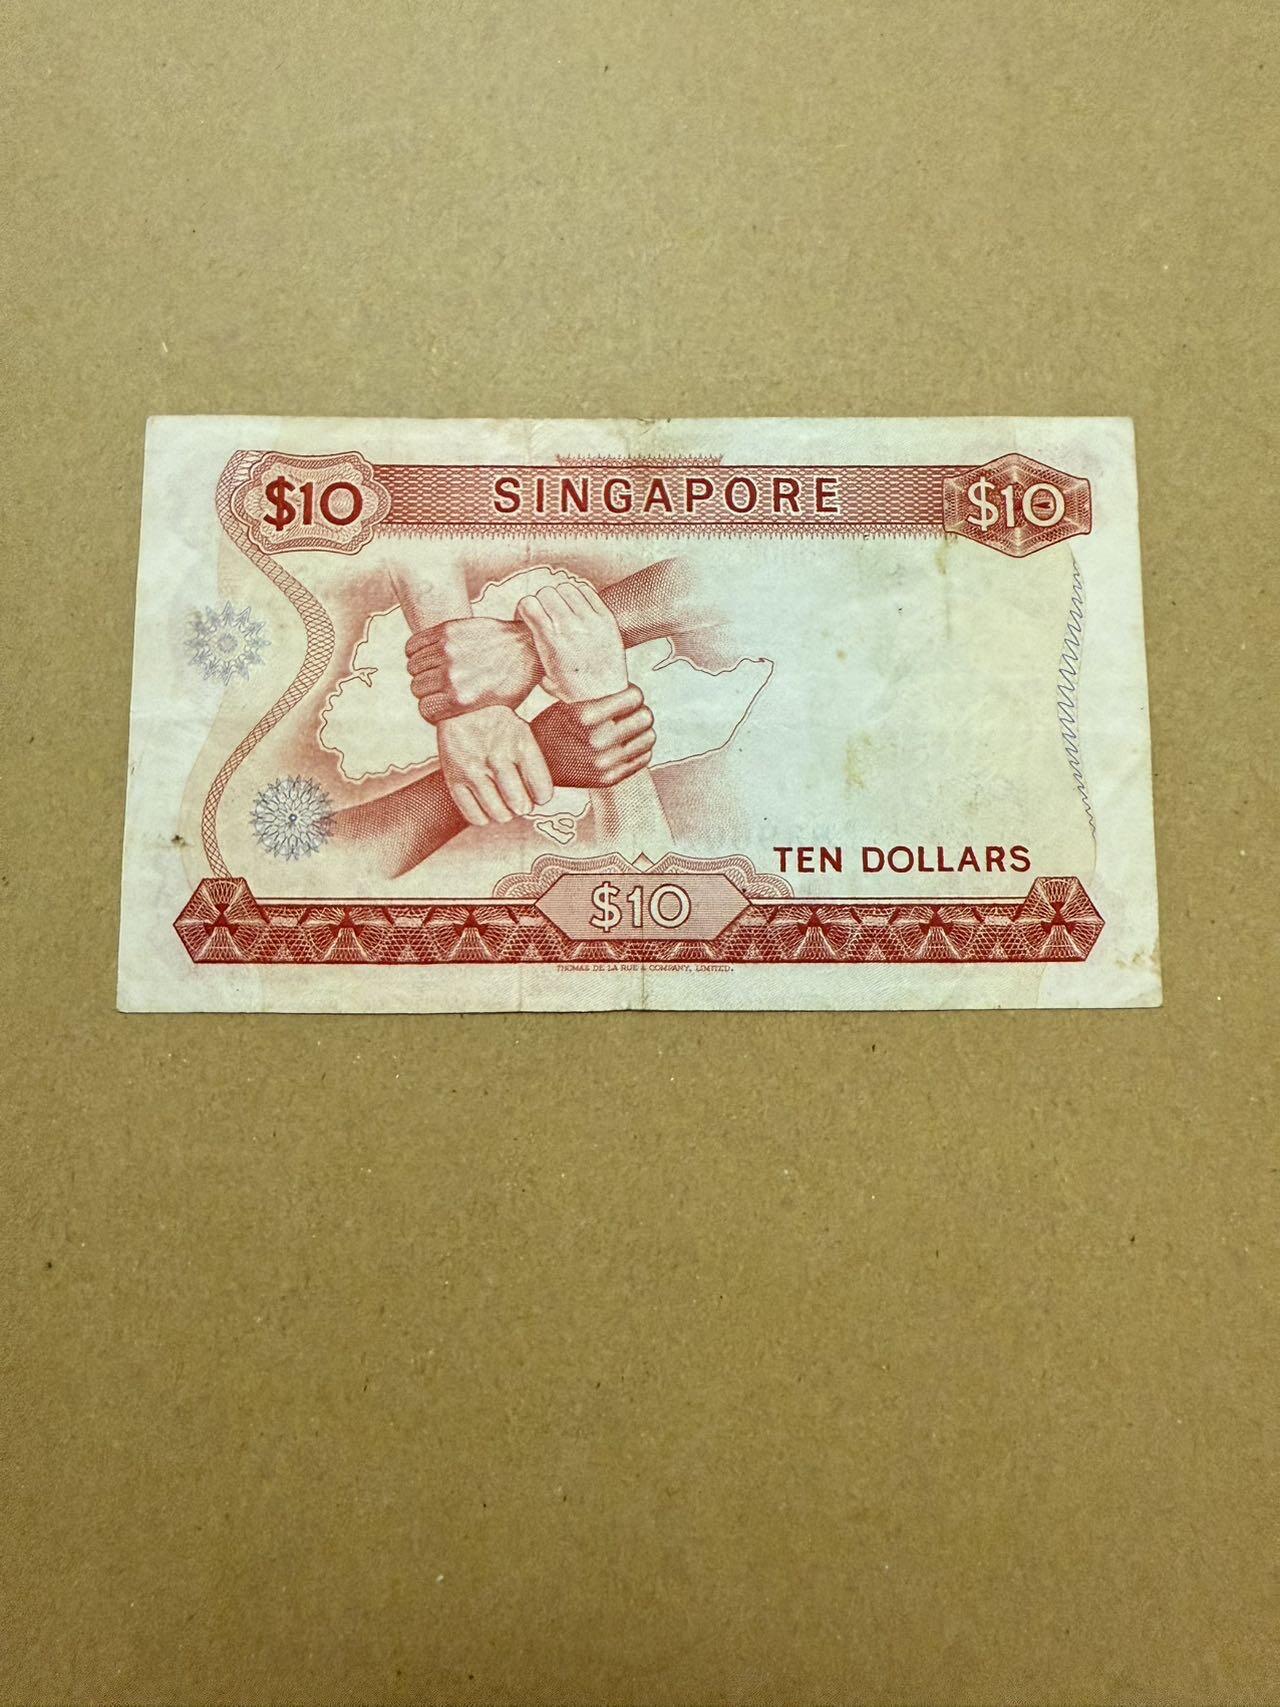 $10 SINGAPORE $10
TEN DOLLARS
$10
THOMAS DE LA RUE & COMPANY, LIMITED.